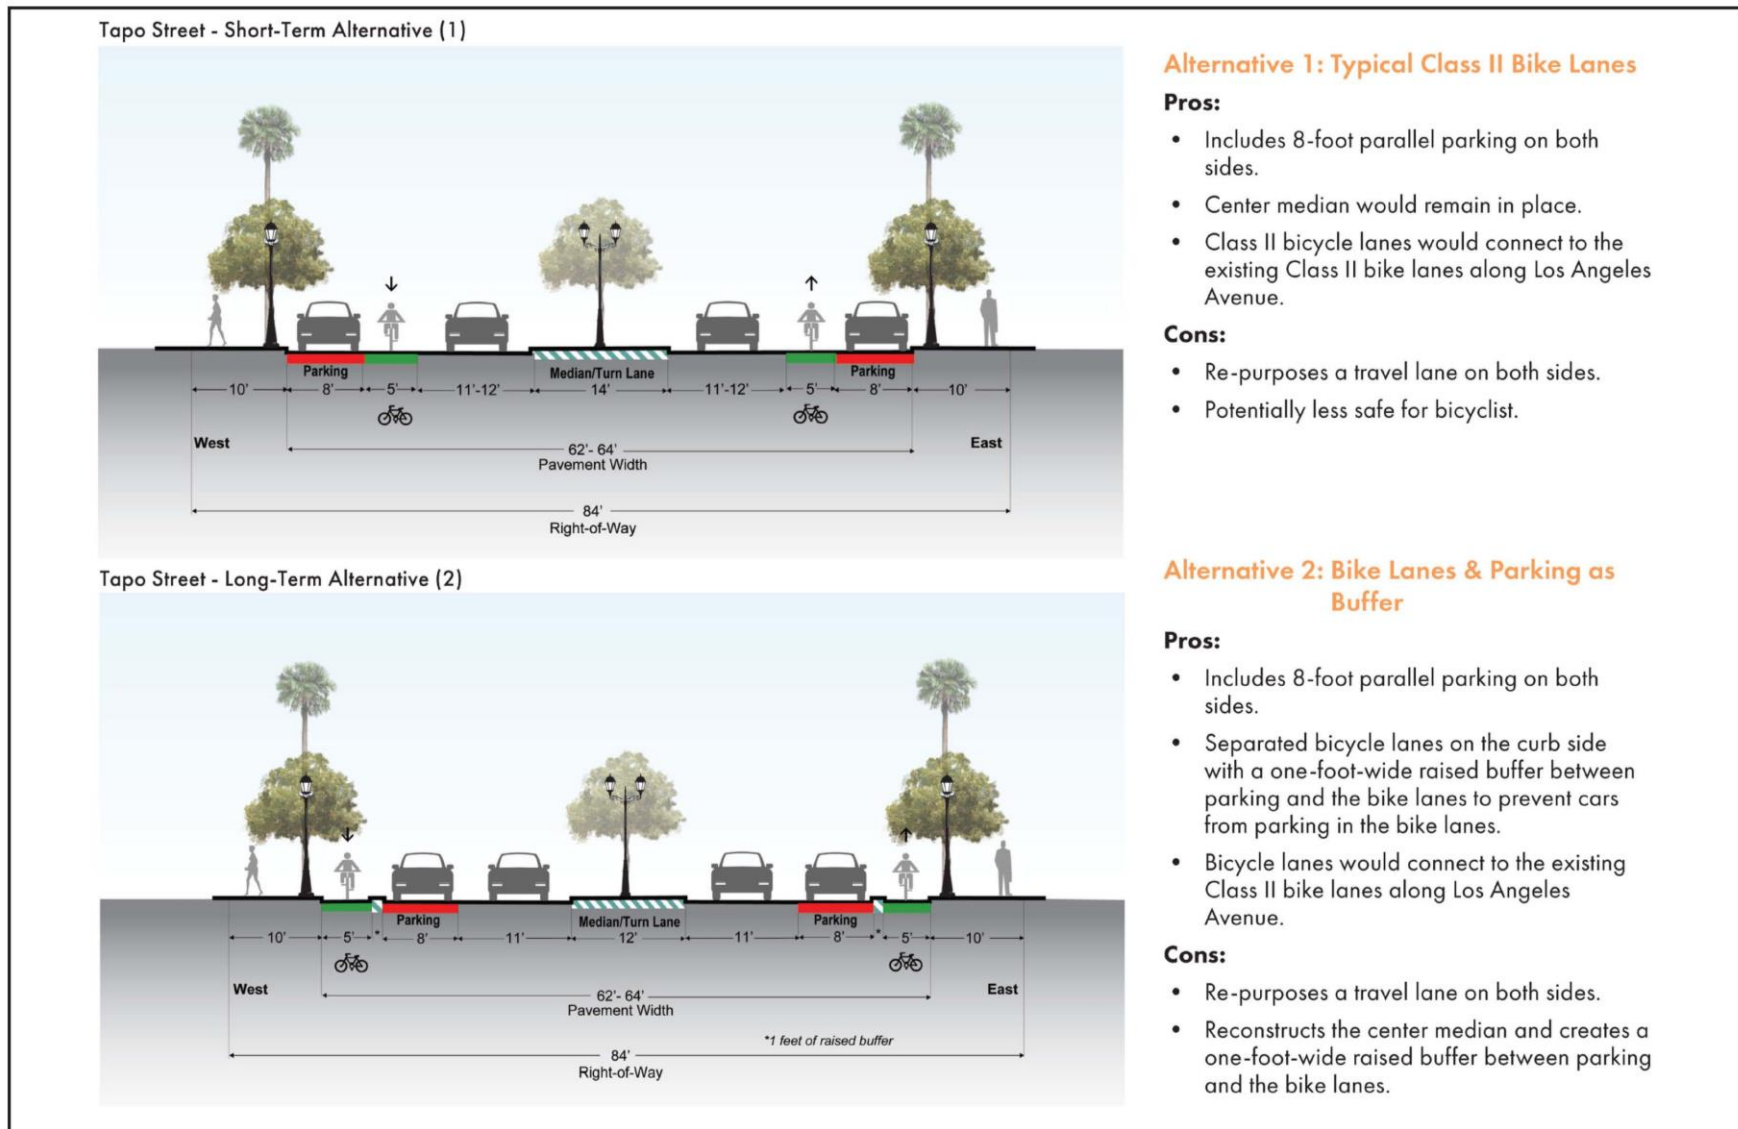 Tapo Street - Short-Term Alternative (1)
Parking
Median/Turn Lane
Parking
10' 8' 5' 11'-12' 14' 11'-12' 5' 8' 10'
West
East
62'- 64'
Pavement Width
84'
Right-of-Way
Alternative 1: Typical Class II Bike Lanes
Pros:
• Includes 8-foot parallel parking on both
sides.
• Center median would remain in place.
• Class II bicycle lanes would connect to the
existing Class II bike lanes along Los Angeles
Avenue.
Cons:
• Re-purposes a travel lane on both sides.
• Potentially less safe for bicyclist.
Tapo Street - Long-Term Alternative (2)
Parking
Median/Turn Lane
Parking
10' 5' * 8' 11' 12' 11' 8' * 5' 10'
West
East
62'- 64'
Pavement Width
*1 feet of raised buffer
84'
Right-of-Way
Alternative 2: Bike Lanes & Parking as
Buffer
Pros:
• Includes 8-foot parallel parking on both
sides.
• Separated bicycle lanes on the curb side
with a one-foot-wide raised buffer between
parking and the bike lanes to prevent cars
from parking in the bike lanes.
• Bicycle lanes would connect to the existing
Class II bike lanes along Los Angeles
Avenue.
Cons:
• Re-purposes a travel lane on both sides.
• Reconstructs the center median and creates a
one-foot-wide raised buffer between parking
and the bike lanes.